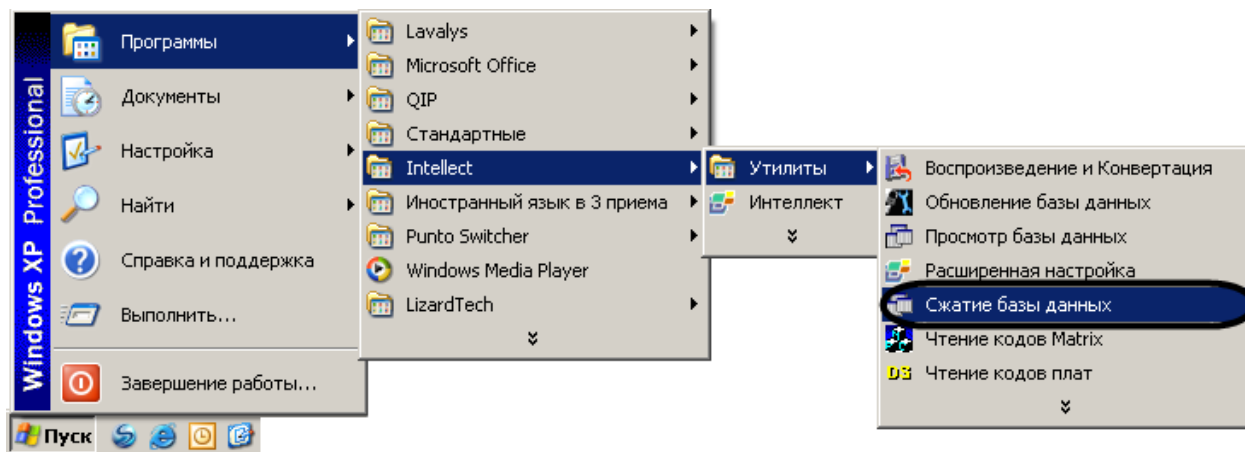 Windows XP Professional
Программы
Документы
Настройка
Найти
Справка и поддержка
Выполнить...
Завершение работы...
Lavalys
Microsoft Office
QIP
Стандартные
Intellect
Иностранный язык в 3 приема
Punto Switcher
Windows Media Player
LizardTech
Утилиты
Интеллект
Воспроизведение и Конвертация
Обновление базы данных
Просмотр базы данных
Расширенная настройка
Сжатие базы данных
Чтение кодов Matrix
DS Чтение кодов плат
Пуск